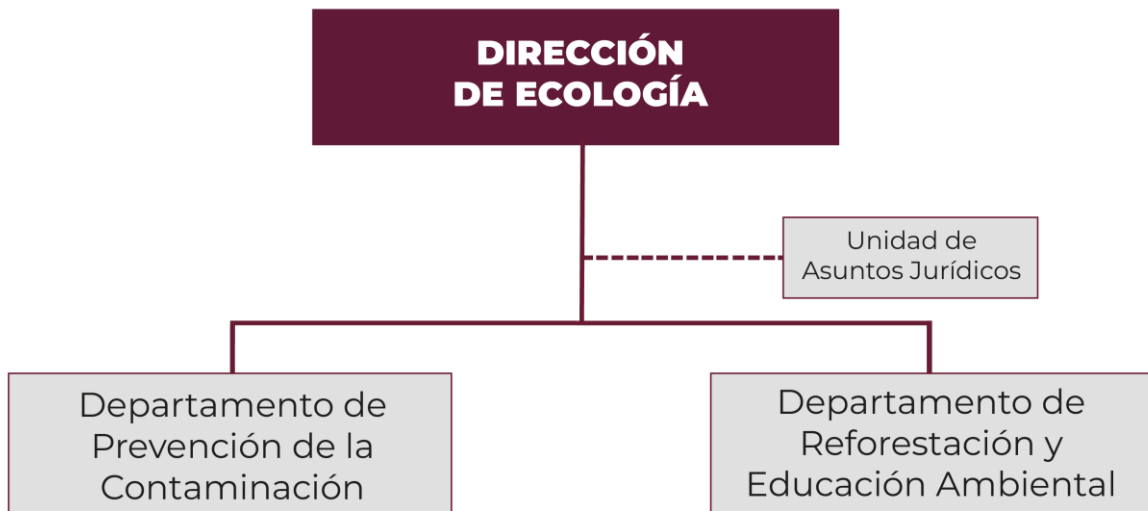 DIRECCIÓN
DE ECOLOGÍA
Unidad de
Asuntos Jurídicos
Departamento de
Prevención de la
Contaminación
Departamento de
Reforestación y
Educación Ambiental